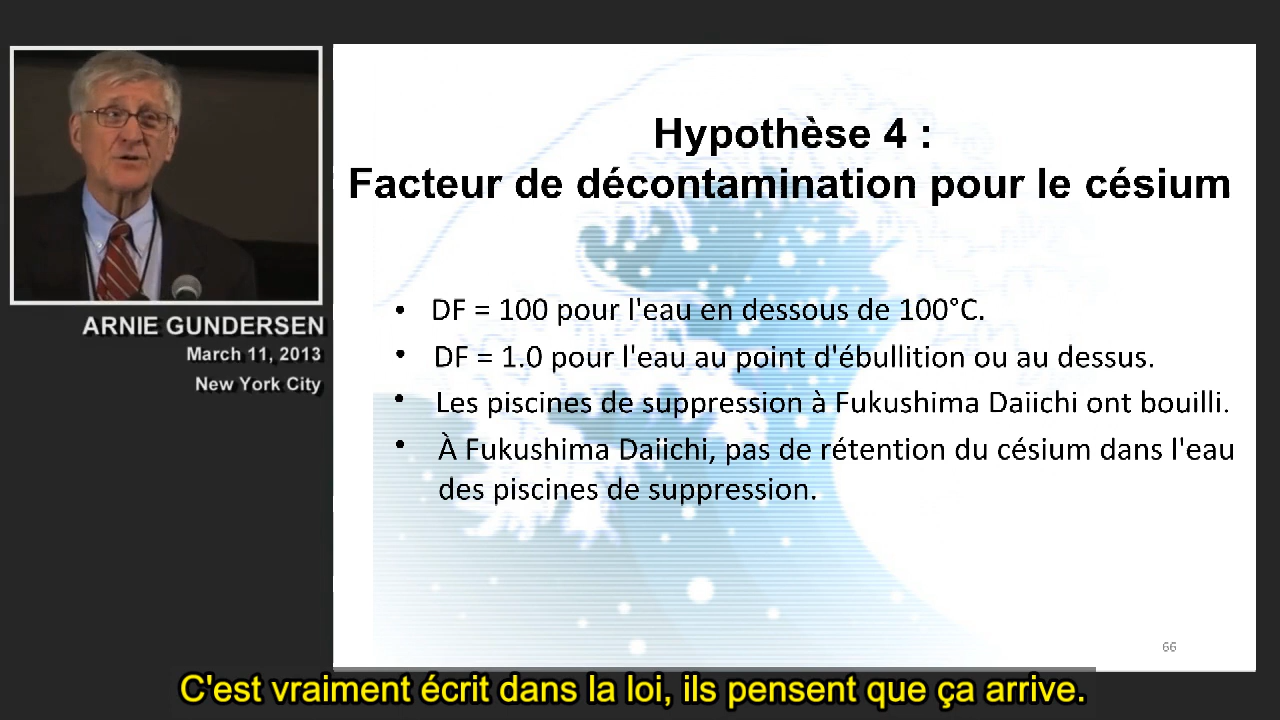 ARNIE GUNDERSEN
March 11, 2013
New York City
Hypothèse 4 :
Facteur de décontamination pour le césium
• DF = 100 pour l'eau en dessous de 100°C.
• DF = 1.0 pour l'eau au point d'ébullition ou au dessus.
• Les piscines de suppression à Fukushima Daiichi ont bouilli.
• À Fukushima Daiichi, pas de rétention du césium dans l'eau
des piscines de suppression.
66
C'est vraiment écrit dans la loi, ils pensent que ça arrive.